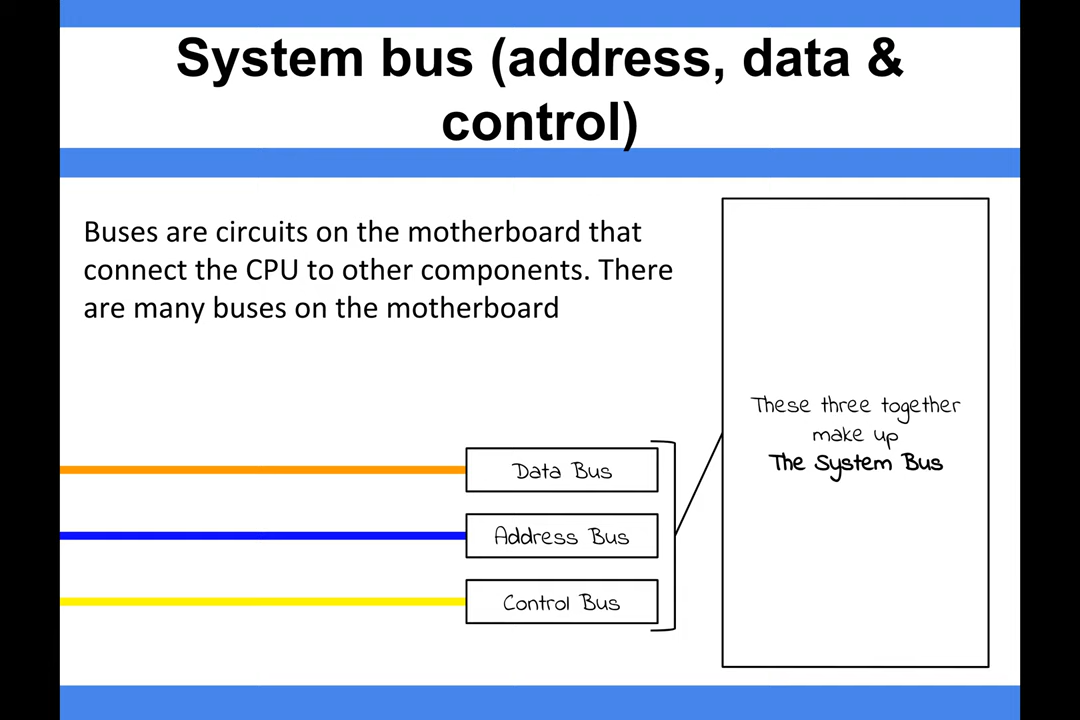 System bus (address, data &
control)
Buses are circuits on the motherboard that
connect the CPU to other components. There
are many buses on the motherboard
Data Bus
Address Bus
Control Bus
These three together
make up
The System Bus